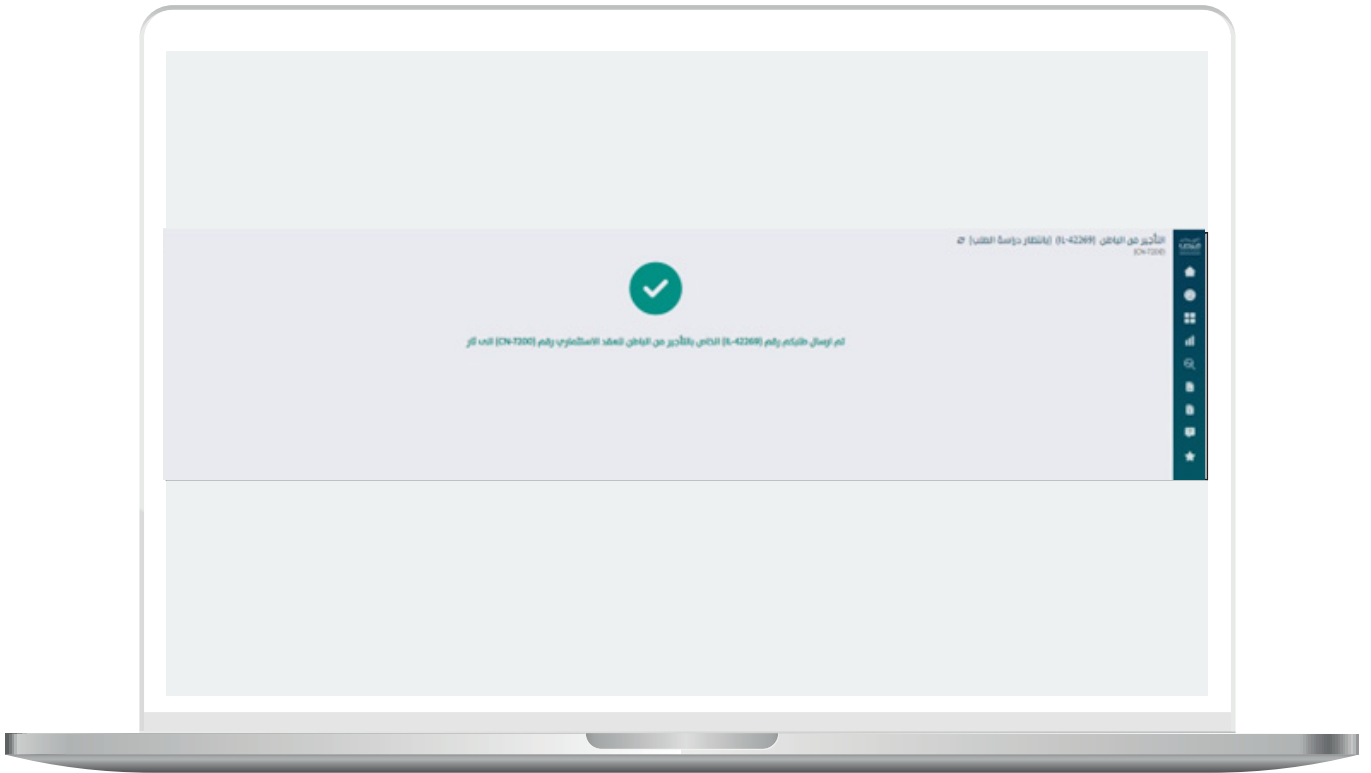 التأجير من الباطن (IL-42269) (بانتظار دراسة الطلب)
(CN-7200)
تم ارسال طلبكم رقم (IL-42269) الخاص بالتأجير من الباطن للعقد الاستثماري رقم (CN-7200) الى